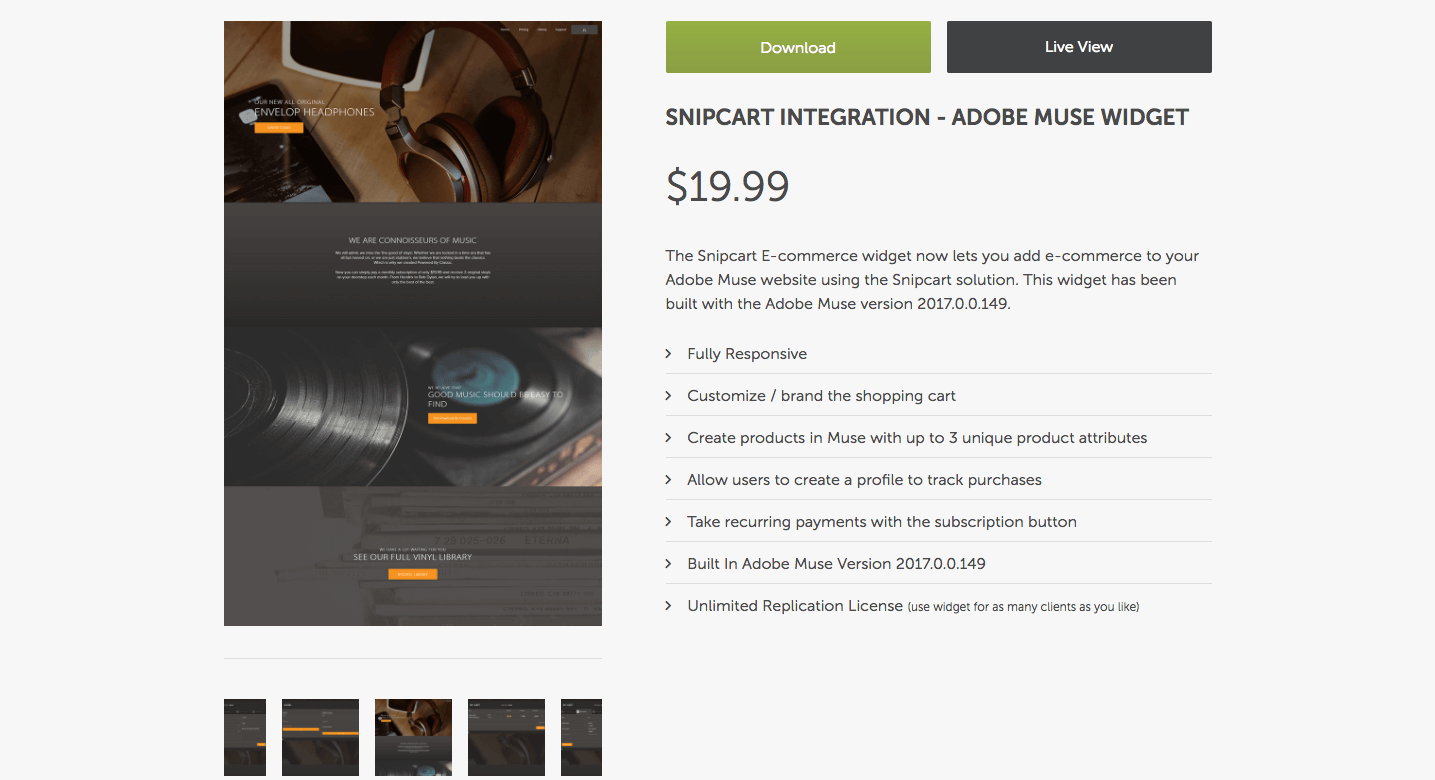 Download
Live View
SNIPCART INTEGRATION - ADOBE MUSE WIDGET
$19.99
The Snipcart E-commerce widget now lets you add e-commerce to your
Adobe Muse website using the Snipcart solution. This widget has been
built with the Adobe Muse version 2017.0.0.149.
Fully Responsive
Customize / brand the shopping cart
Create products in Muse with up to 3 unique product attributes
Allow users to create a profile to track purchases
Take recurring payments with the subscription button
Built In Adobe Muse Version 2017.0.0.149
Unlimited Replication License (use widget for as many clients as you like)
OUR NEW ALL ORIGINAL
ENVELOP HEADPHONES
WE ARE CONNOISSEURS OF MUSIC
GOOD MUSIC SHOULD BE EASY TO
FIND
7.29 025-026 ETERNA
SEE OUR FULL VINYL LIBRARY